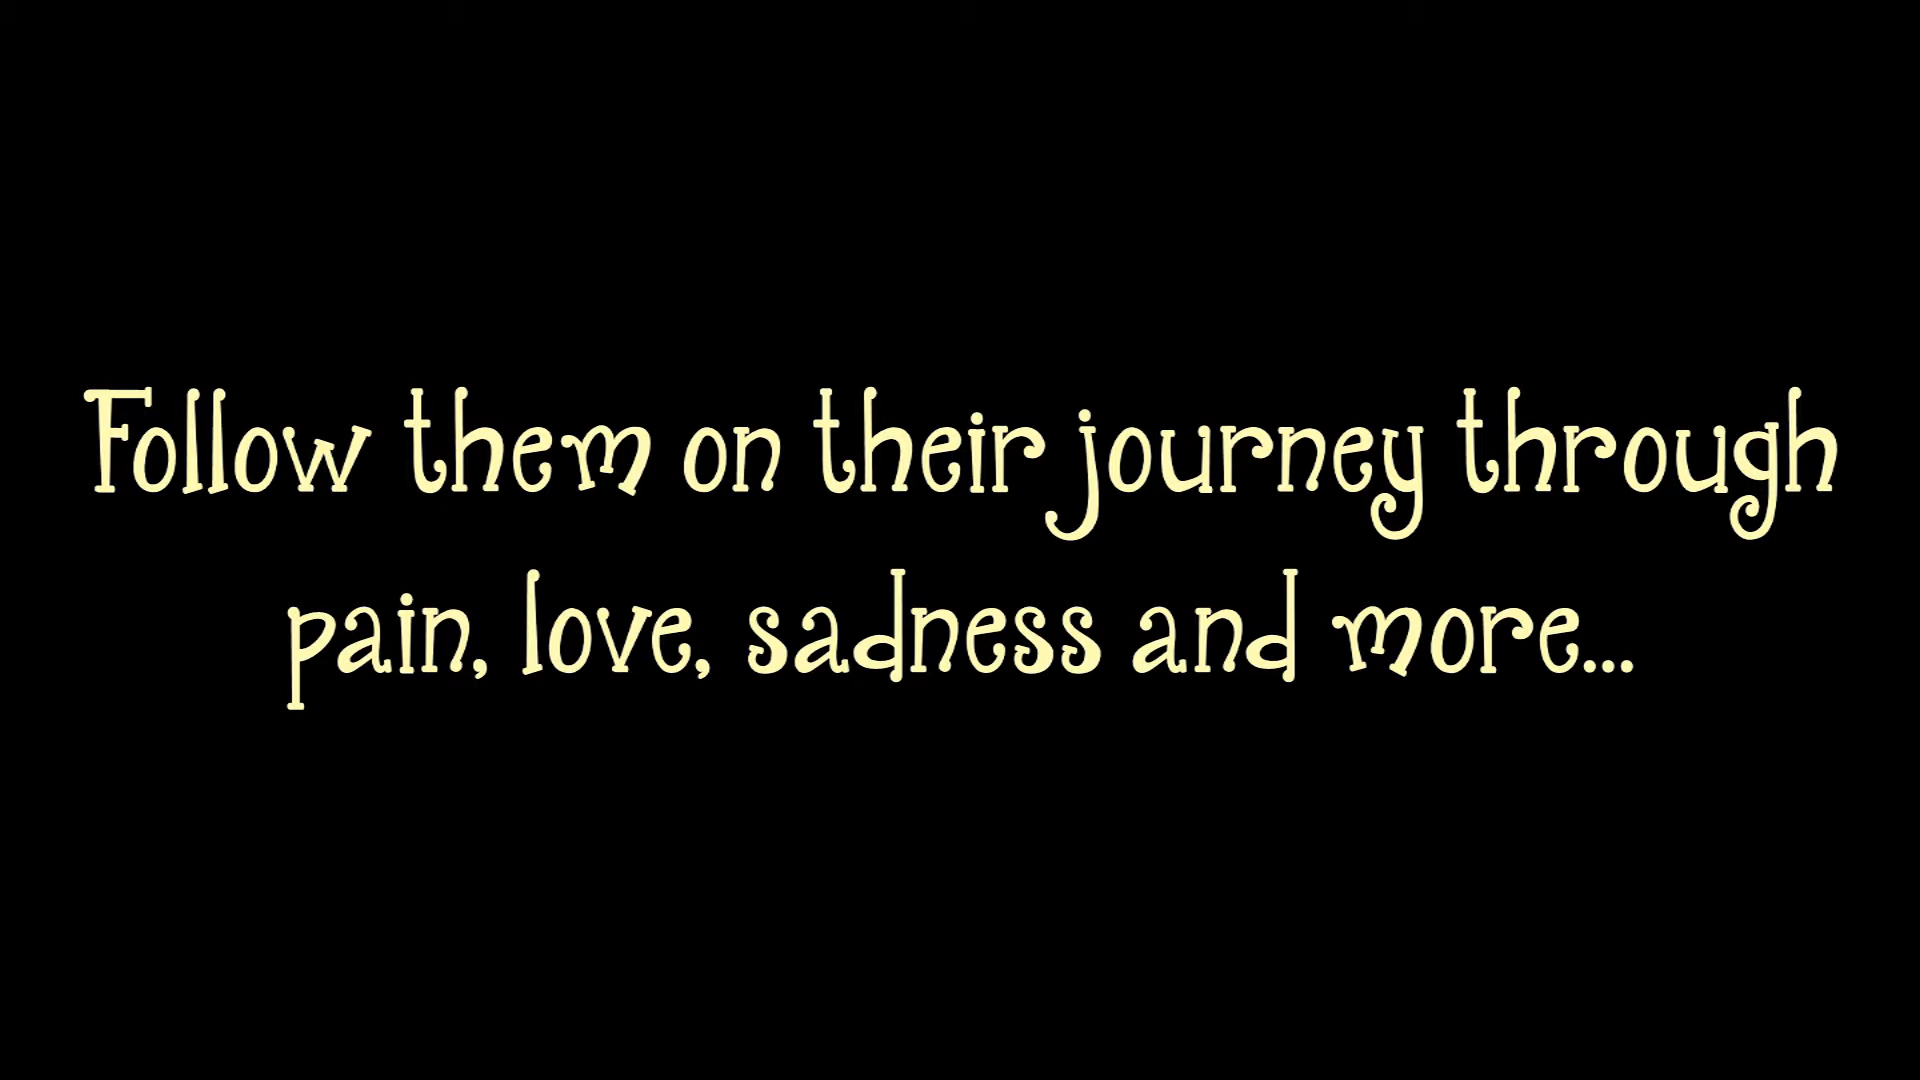 Follow them on their journey through
pain, love, sadness and more...